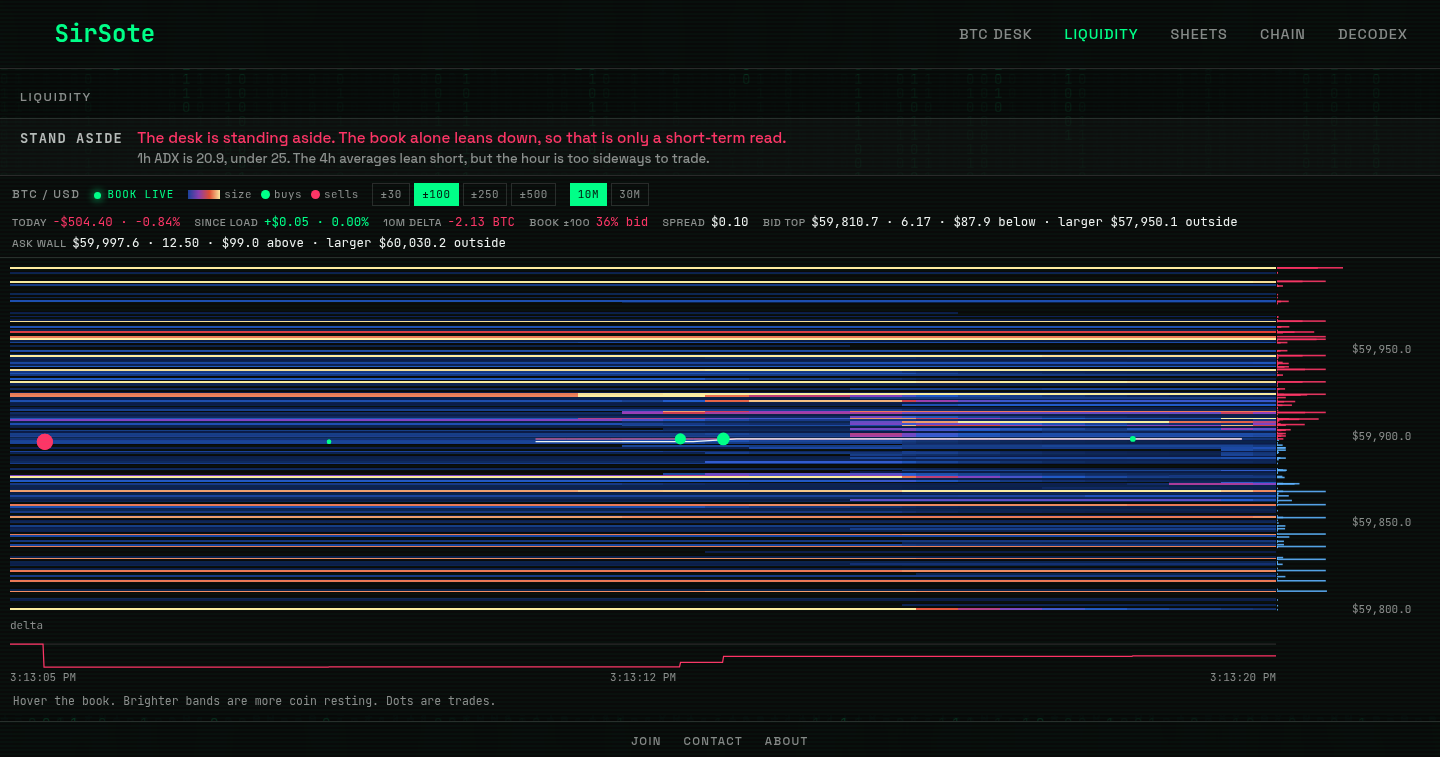 SirSote
BTC DESK LIQUIDITY SHEETS CHAIN DECODEX
LIQUIDITY
STAND ASIDE The desk is standing aside. The book alone leans down, so that is only a short-term read.
1h ADX is 20.9, under 25. The 4h averages lean short, but the hour is too sideways to trade.
BTC / USD BOOK LIVE size buys sells ±30 ±100 ±250 ±500 10M 30M
TODAY -$504.40 · -0.84% SINCE LOAD +$0.05 · 0.00% 10M DELTA -2.13 BTC BOOK ±100 36% bid SPREAD $0.10 BID TOP $59,810.7 · 6.17 · $87.9 below · larger $57,950.1 outside
ASK WALL $59,997.6 · 12.50 · $99.0 above · larger $60,030.2 outside
$59,950.0
$59,900.0
$59,850.0
$59,800.0
delta
3:13:05 PM 3:13:12 PM 3:13:20 PM
Hover the book. Brighter bands are more coin resting. Dots are trades.
JOIN CONTACT ABOUT